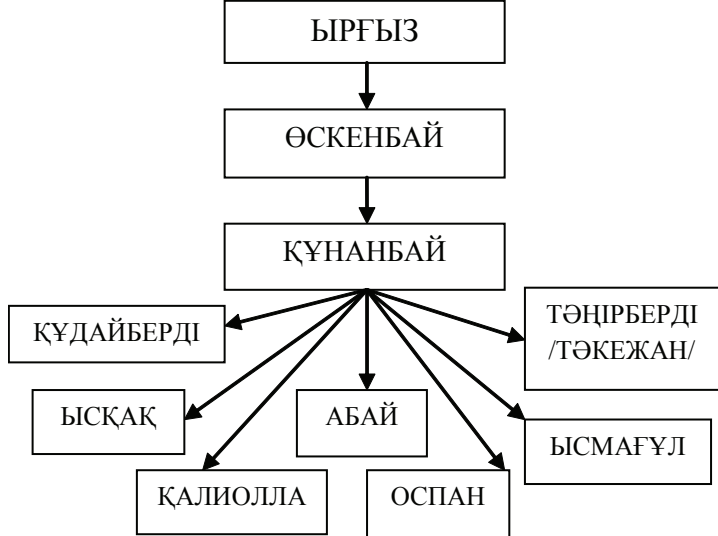 ЫРҒЫЗ
ӨСКЕНБАЙ
ҚҰНАНБАЙ
ҚҰДАЙБЕРДІ
ТӘҢІРБЕРДІ
/ТӘКЕЖАН/
ЫСҚАҚ
АБАЙ
ЫСМАҒҰЛ
ҚАЛИОЛЛА
ОСПАН